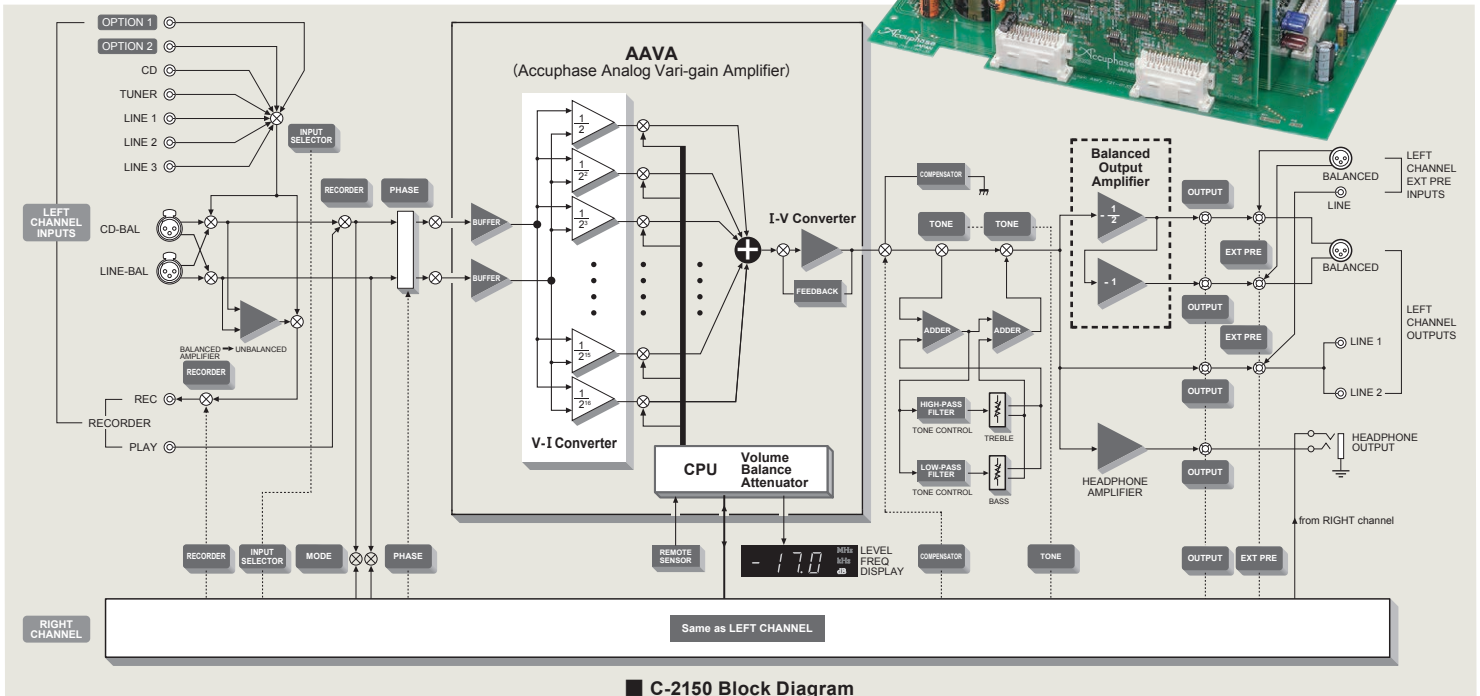 OPTION 1
OPTION 2
CD
TUNER
LINE 1
LINE 2
LINE 3
INPUT
SELECTOR
LEFT
CHANNEL
INPUTS
CD-BAL
LINE-BAL
RECORDER
PHASE
BALANCED → UNBALANCED
AMPLIFIER
RECORDER
REC
RECORDER
PLAY
AAVA
(Accuphase Analog Vari-gain Amplifier)
BUFFER
BUFFER
1/2
1/2²
1/2³
1/2¹⁵
1/2¹⁶
V-I Converter
I-V Converter
FEEDBACK
CPU
Volume
Balance
Attenuator
COMPENSATOR
TONE
TONE
ADDER
ADDER
HIGH-PASS
FILTER
TONE CONTROL
TREBLE
LOW-PASS
FILTER
TONE CONTROL
BASS
Accuphase
Accuphase
JAPAN
Balanced
Output
Amplifier
- 1/2
- 1
HEADPHONE
AMPLIFIER
OUTPUT
EXT PRE
OUTPUT
EXT PRE
OUTPUT
OUTPUT
BALANCED
LINE
LEFT
CHANNEL
EXT PRE
INPUTS
BALANCED
LINE 1
LINE 2
LEFT
CHANNEL
OUTPUTS
HEADPHONE
OUTPUT
from RIGHT channel
RECORDER
INPUT
SELECTOR
MODE
PHASE
REMOTE
SENSOR
- 17.0
MHz
kHz
dB
LEVEL
FREQ
DISPLAY
COMPENSATOR
TONE
OUTPUT
EXT PRE
RIGHT
CHANNEL
Same as LEFT CHANNEL
■ C-2150 Block Diagram